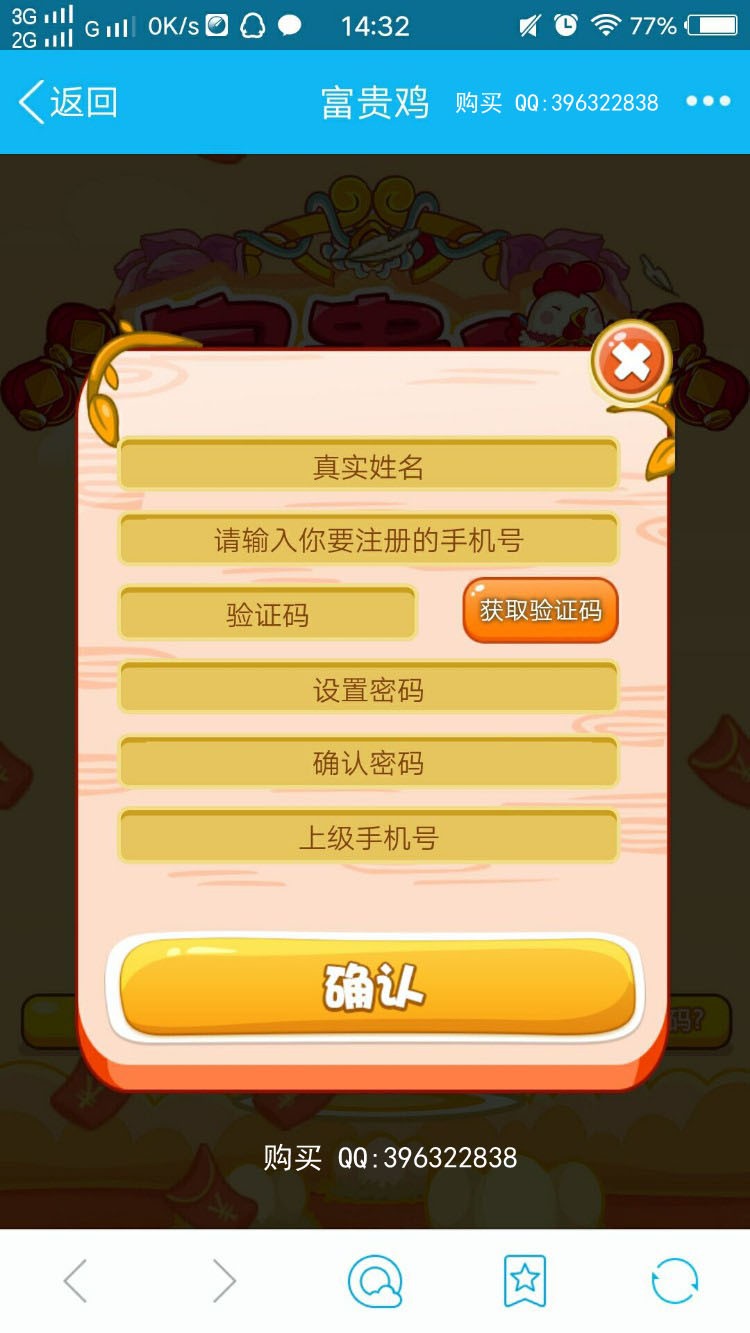 3G
2G
G 0K/s 14:32 77%
返回 富贵鸡 购买 QQ:396322838
真实姓名
请输入你要注册的手机号
验证码 获取验证码
设置密码
确认密码
上级手机号
确认
码?
购买 QQ:396322838